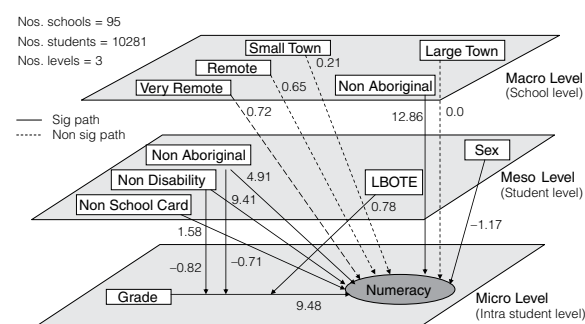 Nos. schools = 95
Nos. students = 10281
Nos. levels = 3
Small Town
Large Town
0.21
Remote
0.65
Very Remote
Non Aboriginal
Macro Level
(School level)
0.72
12.86
0.0
Sig path
Non sig path
Non Aboriginal
Sex
4.91
Non Disability
LBOTE
Meso Level
(Student level)
9.41
Non School Card
0.78
1.58
–1.17
–0.82
–0.71
Grade
Numeracy
9.48
Micro Level
(Intra student level)